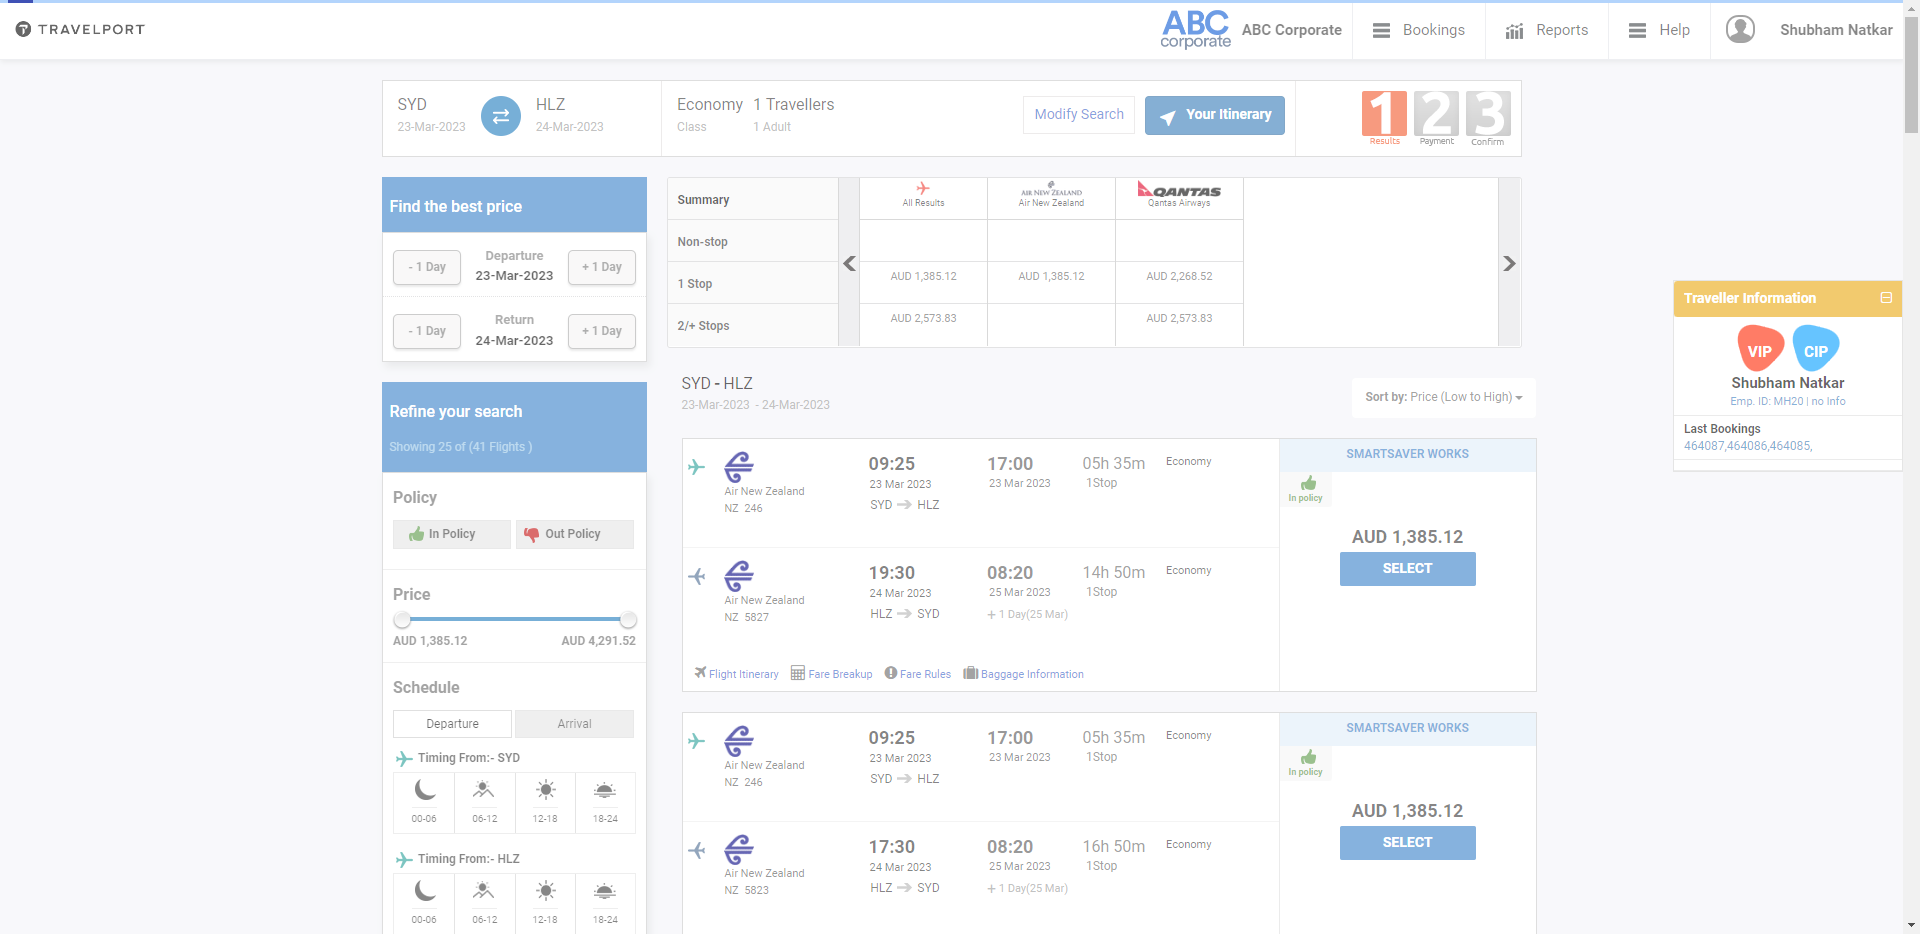 TRAVELPORT
ABC corporate
ABC Corporate
Bookings
Reports
Help
Shubham Natkar
SYD
23-Mar-2023
HLZ
24-Mar-2023
Economy
Class
1 Travellers
1 Adult
Modify Search
Your Itinerary
1
Results
2
Payment
3
Confirm
Find the best price
- 1 Day
Departure
23-Mar-2023
+ 1 Day
- 1 Day
Return
24-Mar-2023
+ 1 Day
Summary
All Results
AIR NEW ZEALAND
Air New Zealand
QANTAS
Qantas Airways
Non-stop
1 Stop
AUD 1,385.12
AUD 1,385.12
AUD 2,268.52
2/+ Stops
AUD 2,573.83
AUD 2,573.83
Traveller Information
VIP
CIP
Shubham Natkar
Emp. ID: MH20 | no Info
Last Bookings
464087,464086,464085,
Refine your search
Showing 25 of (41 Flights )
Policy
In Policy
Out Policy
Price
AUD 1,385.12
AUD 4,291.52
Schedule
Departure
Arrival
Timing From:- SYD
00-06
06-12
12-18
18-24
Timing From:- HLZ
00-06
06-12
12-18
18-24
SYD - HLZ
23-Mar-2023 - 24-Mar-2023
Sort by: Price (Low to High)
Air New Zealand
NZ 246
09:25
23 Mar 2023
SYD HLZ
17:00
23 Mar 2023
05h 35m
1Stop
Economy
Air New Zealand
NZ 5827
19:30
24 Mar 2023
HLZ SYD
08:20
25 Mar 2023
+ 1 Day(25 Mar)
14h 50m
1Stop
Economy
Flight Itinerary
Fare Breakup
Fare Rules
Baggage Information
SMARTSAVER WORKS
In policy
AUD 1,385.12
SELECT
Air New Zealand
NZ 246
09:25
23 Mar 2023
SYD HLZ
17:00
23 Mar 2023
05h 35m
1Stop
Economy
Air New Zealand
NZ 5823
17:30
24 Mar 2023
HLZ SYD
08:20
25 Mar 2023
+ 1 Day(25 Mar)
16h 50m
1Stop
Economy
SMARTSAVER WORKS
In policy
AUD 1,385.12
SELECT